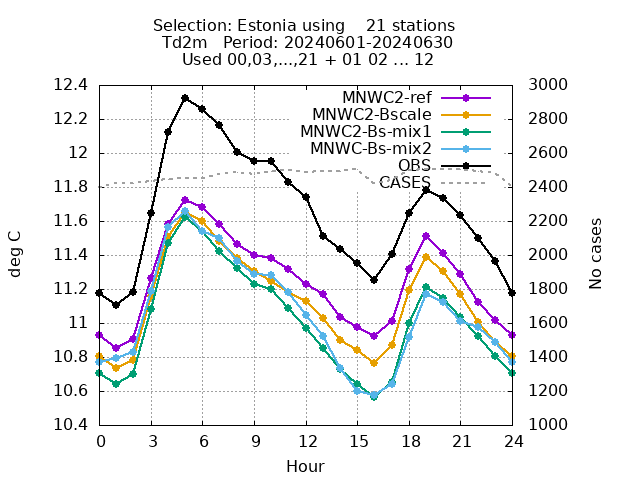 Selection: Estonia using    21 stations
Td2m   Period: 20240601-20240630
Used 00,03,...,21 + 01 02 ... 12
12.4
12.2
12
11.8
11.6
11.4
11.2
11
10.8
10.6
10.4
deg C
3000
2800
2600
2400
2200
2000
1800
1600
1400
1200
1000
No cases
MNWC2-ref
MNWC2-Bscale
MNWC2-Bs-mix1
MNWC-Bs-mix2
OBS
CASES
0 3 6 9 12 15 18 21 24
Hour